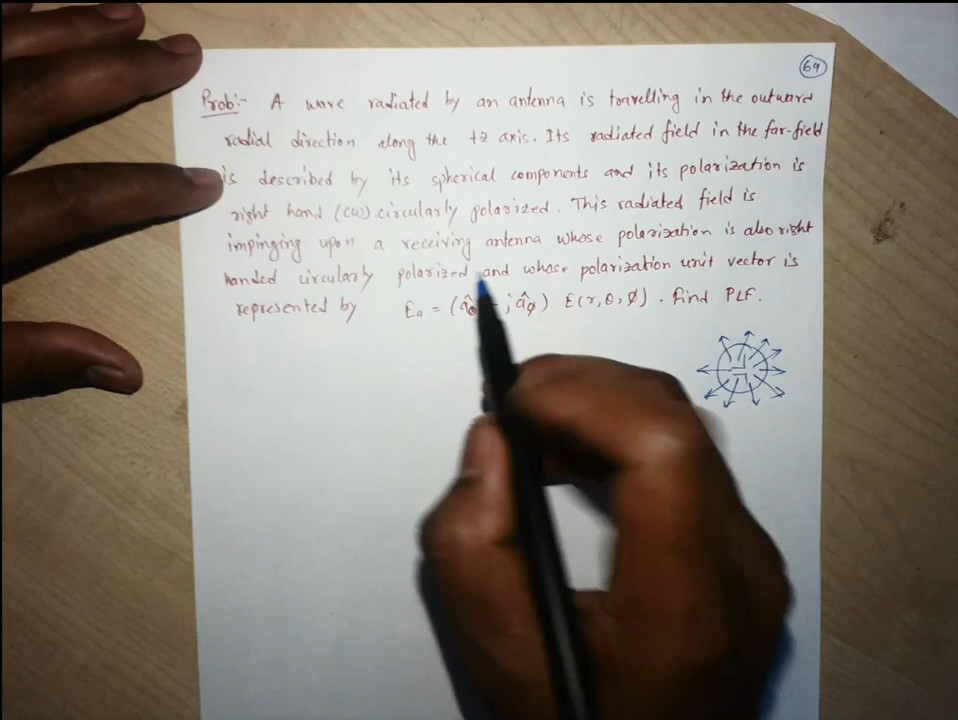 69
Prob:- A wave radiated by an antenna is travelling in the outward
radial direction along the +z axis. Its radiated field in the far-field
is described by its spherical components and its polarization is
right hand (cw) circularly polarized. This radiated field is
impinging upon a receiving antenna whose polarization is also right
handed circularly polarized and whose polarization unit vector is
represented by Ea = (âθ - jâφ) E(r, θ, φ). Find PLF.